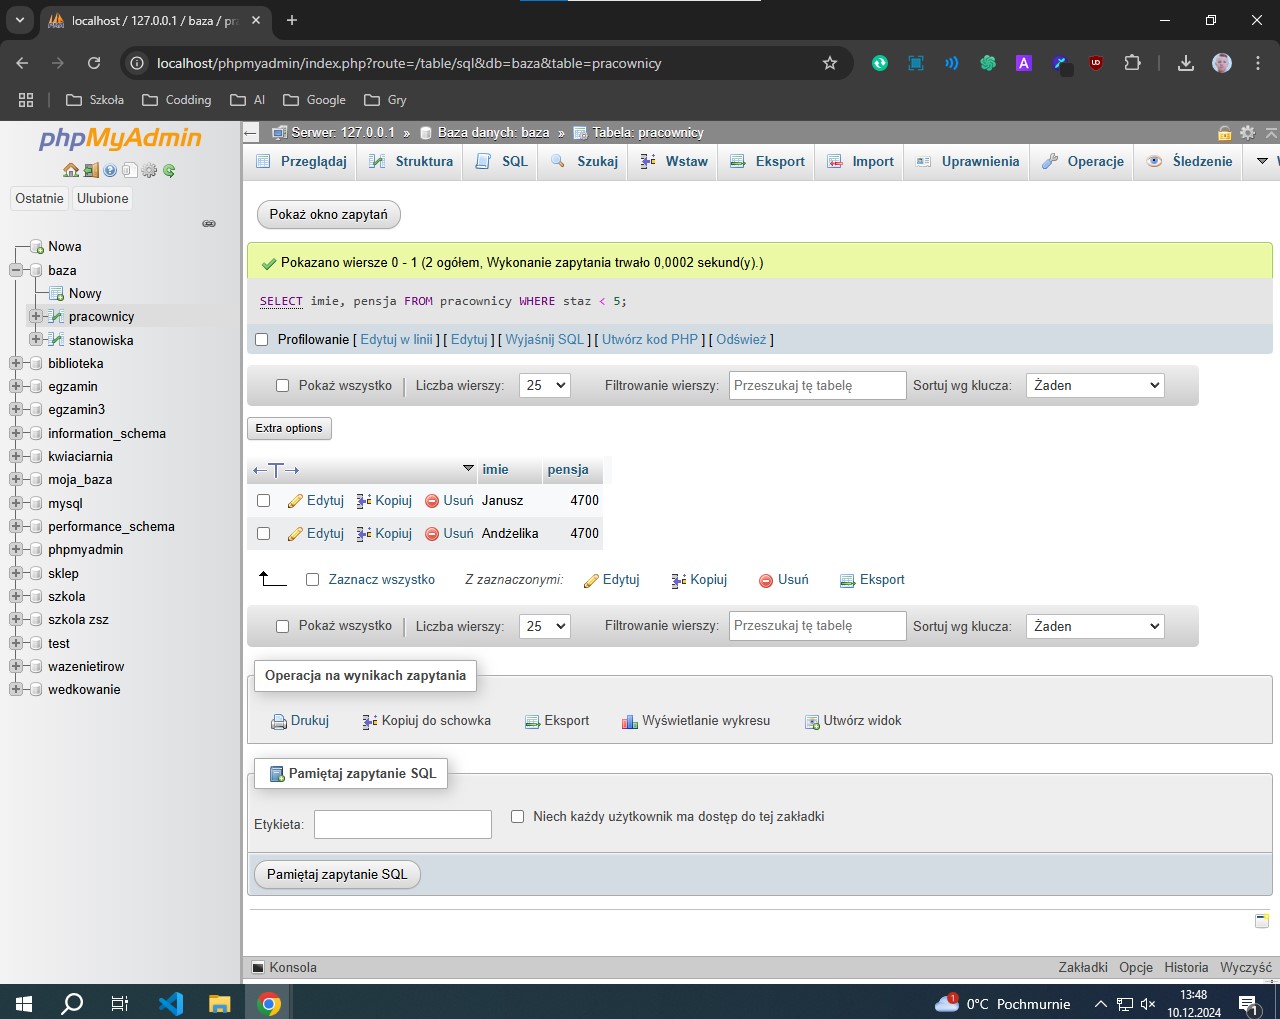 localhost / 127.0.0.1 / baza / pra
localhost/phpmyadmin/index.php?route=/table/sql&db=baza&table=pracownicy
Szkoła Codding AI Google Gry
phpMyAdmin
Ostatnie Ulubione
Nowa
baza
Nowy
pracownicy
stanowiska
biblioteka
egzamin
egzamin3
information_schema
kwiaciarnia
moja_baza
mysql
performance_schema
phpmyadmin
sklep
szkola
szkola zsz
test
wazenietirow
wedkowanie
Serwer: 127.0.0.1 » Baza danych: baza » Tabela: pracownicy
Przeglądaj Struktura SQL Szukaj Wstaw Eksport Import Uprawnienia Operacje Śledzenie
Pokaż okno zapytań
Pokazano wiersze 0 - 1 (2 ogółem, Wykonanie zapytania trwało 0,0002 sekund(y).)
SELECT imie, pensja FROM pracownicy WHERE staz < 5;
Profilowanie [ Edytuj w linii ] [ Edytuj ] [ Wyjaśnij SQL ] [ Utwórz kod PHP ] [ Odśwież ]
Pokaż wszystko | Liczba wierszy: 25 Filtrowanie wierszy: Przeszukaj tę tabelę Sortuj wg klucza: Żaden
Extra options
←T→ imie pensja
Edytuj Kopiuj Usuń Janusz 4700
Edytuj Kopiuj Usuń Andżelika 4700
Zaznacz wszystko Z zaznaczonymi: Edytuj Kopiuj Usuń Eksport
Pokaż wszystko | Liczba wierszy: 25 Filtrowanie wierszy: Przeszukaj tę tabelę Sortuj wg klucza: Żaden
Operacja na wynikach zapytania
Drukuj Kopiuj do schowka Eksport Wyświetlanie wykresu Utwórz widok
Pamiętaj zapytanie SQL
Etykieta: Niech każdy użytkownik ma dostęp do tej zakładki
Pamiętaj zapytanie SQL
Konsola Zakładki Opcje Historia Wyczyść
1 0°C Pochmurnie 13:48
10.12.2024 1